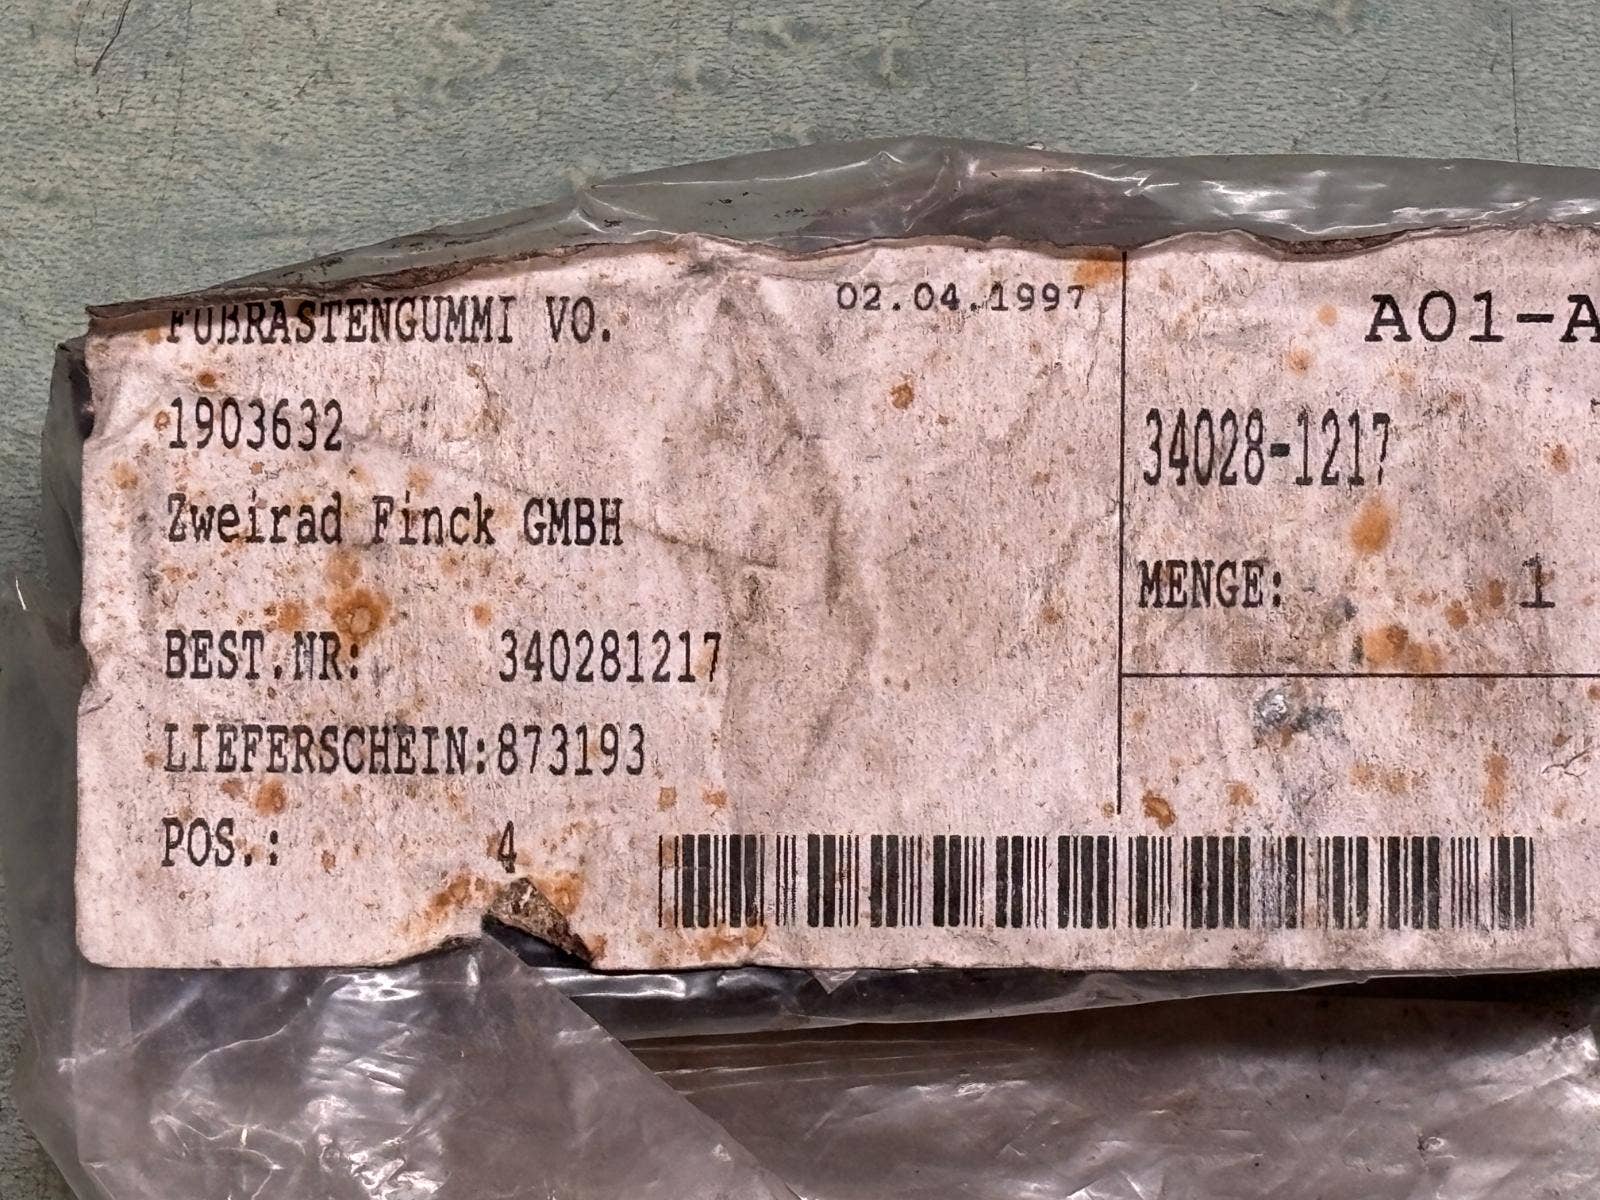 FUßRASTENGUMMI VO.
02.04.1997
1903632
Zweirad Finck GMBH
BEST.NR: 340281217
LIEFERSCHEIN:873193
POS.: 4
A01-A
34028-1217
MENGE: 1